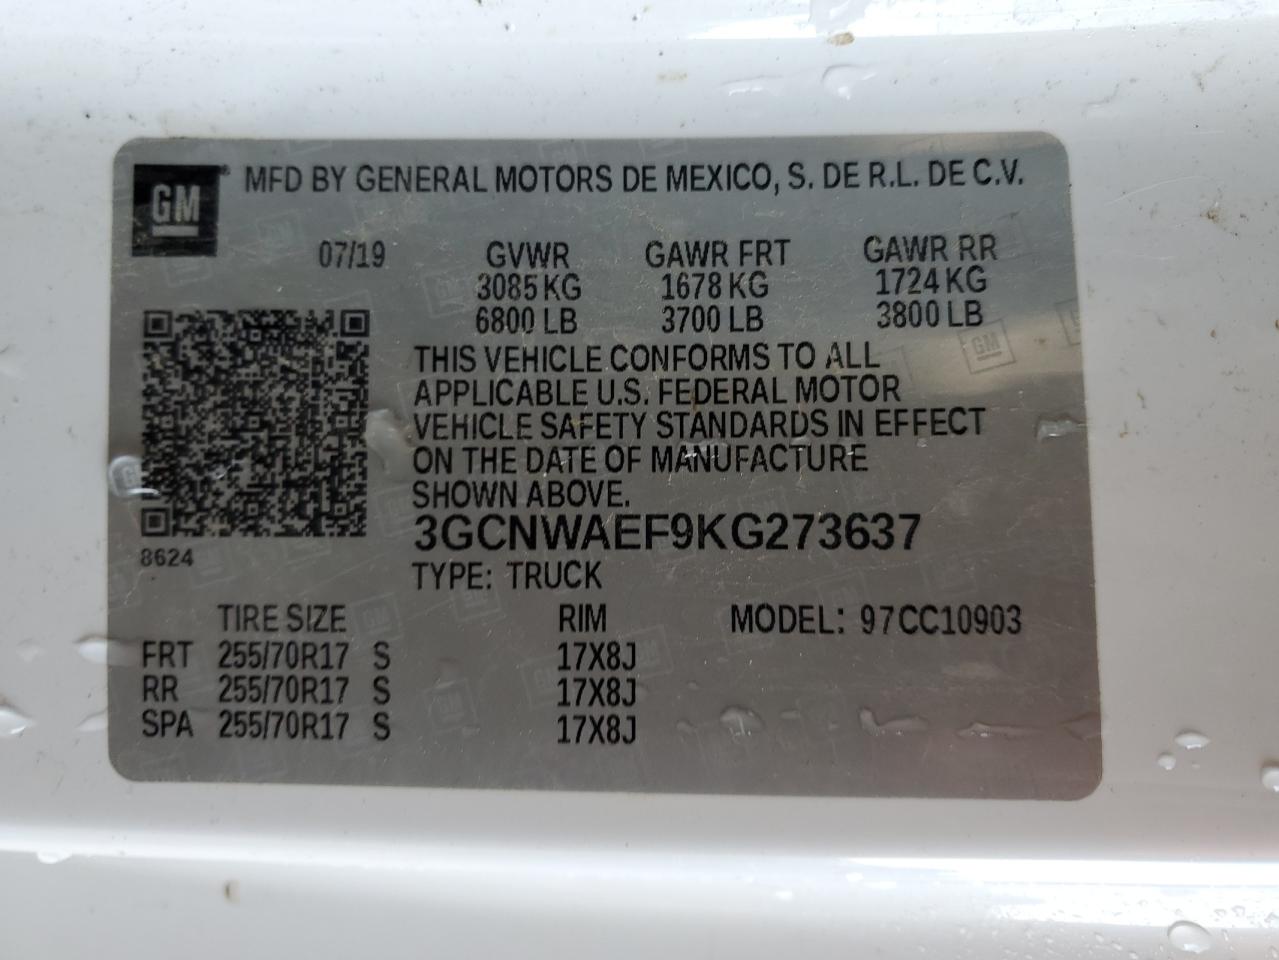 GM® MFD BY GENERAL MOTORS DE MEXICO, S. DE R.L. DE C.V.
07/19 GVWR GAWR FRT GAWR RR
3085 KG 1678 KG 1724 KG
6800 LB 3700 LB 3800 LB
THIS VEHICLE CONFORMS TO ALL
APPLICABLE U.S. FEDERAL MOTOR
VEHICLE SAFETY STANDARDS IN EFFECT
ON THE DATE OF MANUFACTURE
SHOWN ABOVE.
3GCNWAEF9KG273637
8624
TYPE: TRUCK
TIRE SIZE RIM MODEL: 97CC10903
FRT 255/70R17 S 17X8J
RR 255/70R17 S 17X8J
SPA 255/70R17 S 17X8J